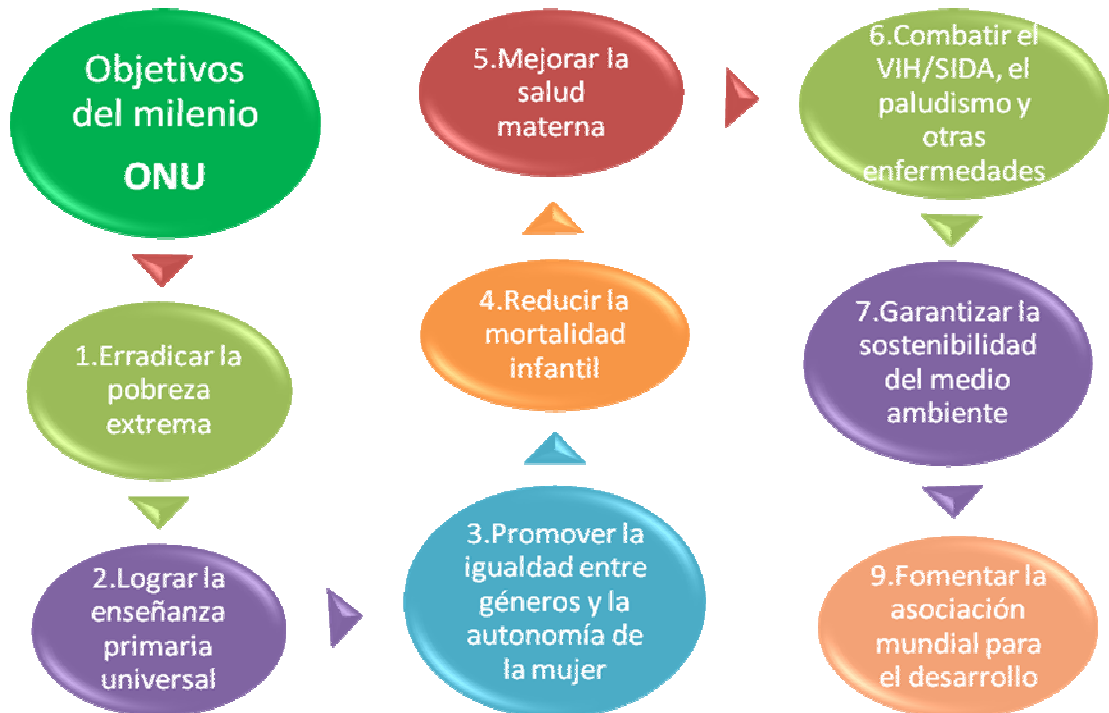 Objetivos
del milenio
ONU
1.Erradicar la
pobreza
extrema
2.Lograr la
enseñanza
primaria
universal
3.Promover la
igualdad entre
géneros y la
autonomía de
la mujer
4.Reducir la
mortalidad
infantil
5.Mejorar la
salud
materna
6.Combatir el
VIH/SIDA, el
paludismo y
otras
enfermedades
7.Garantizar la
sostenibilidad
del medio
ambiente
9.Fomentar la
asociación
mundial para
el desarrollo